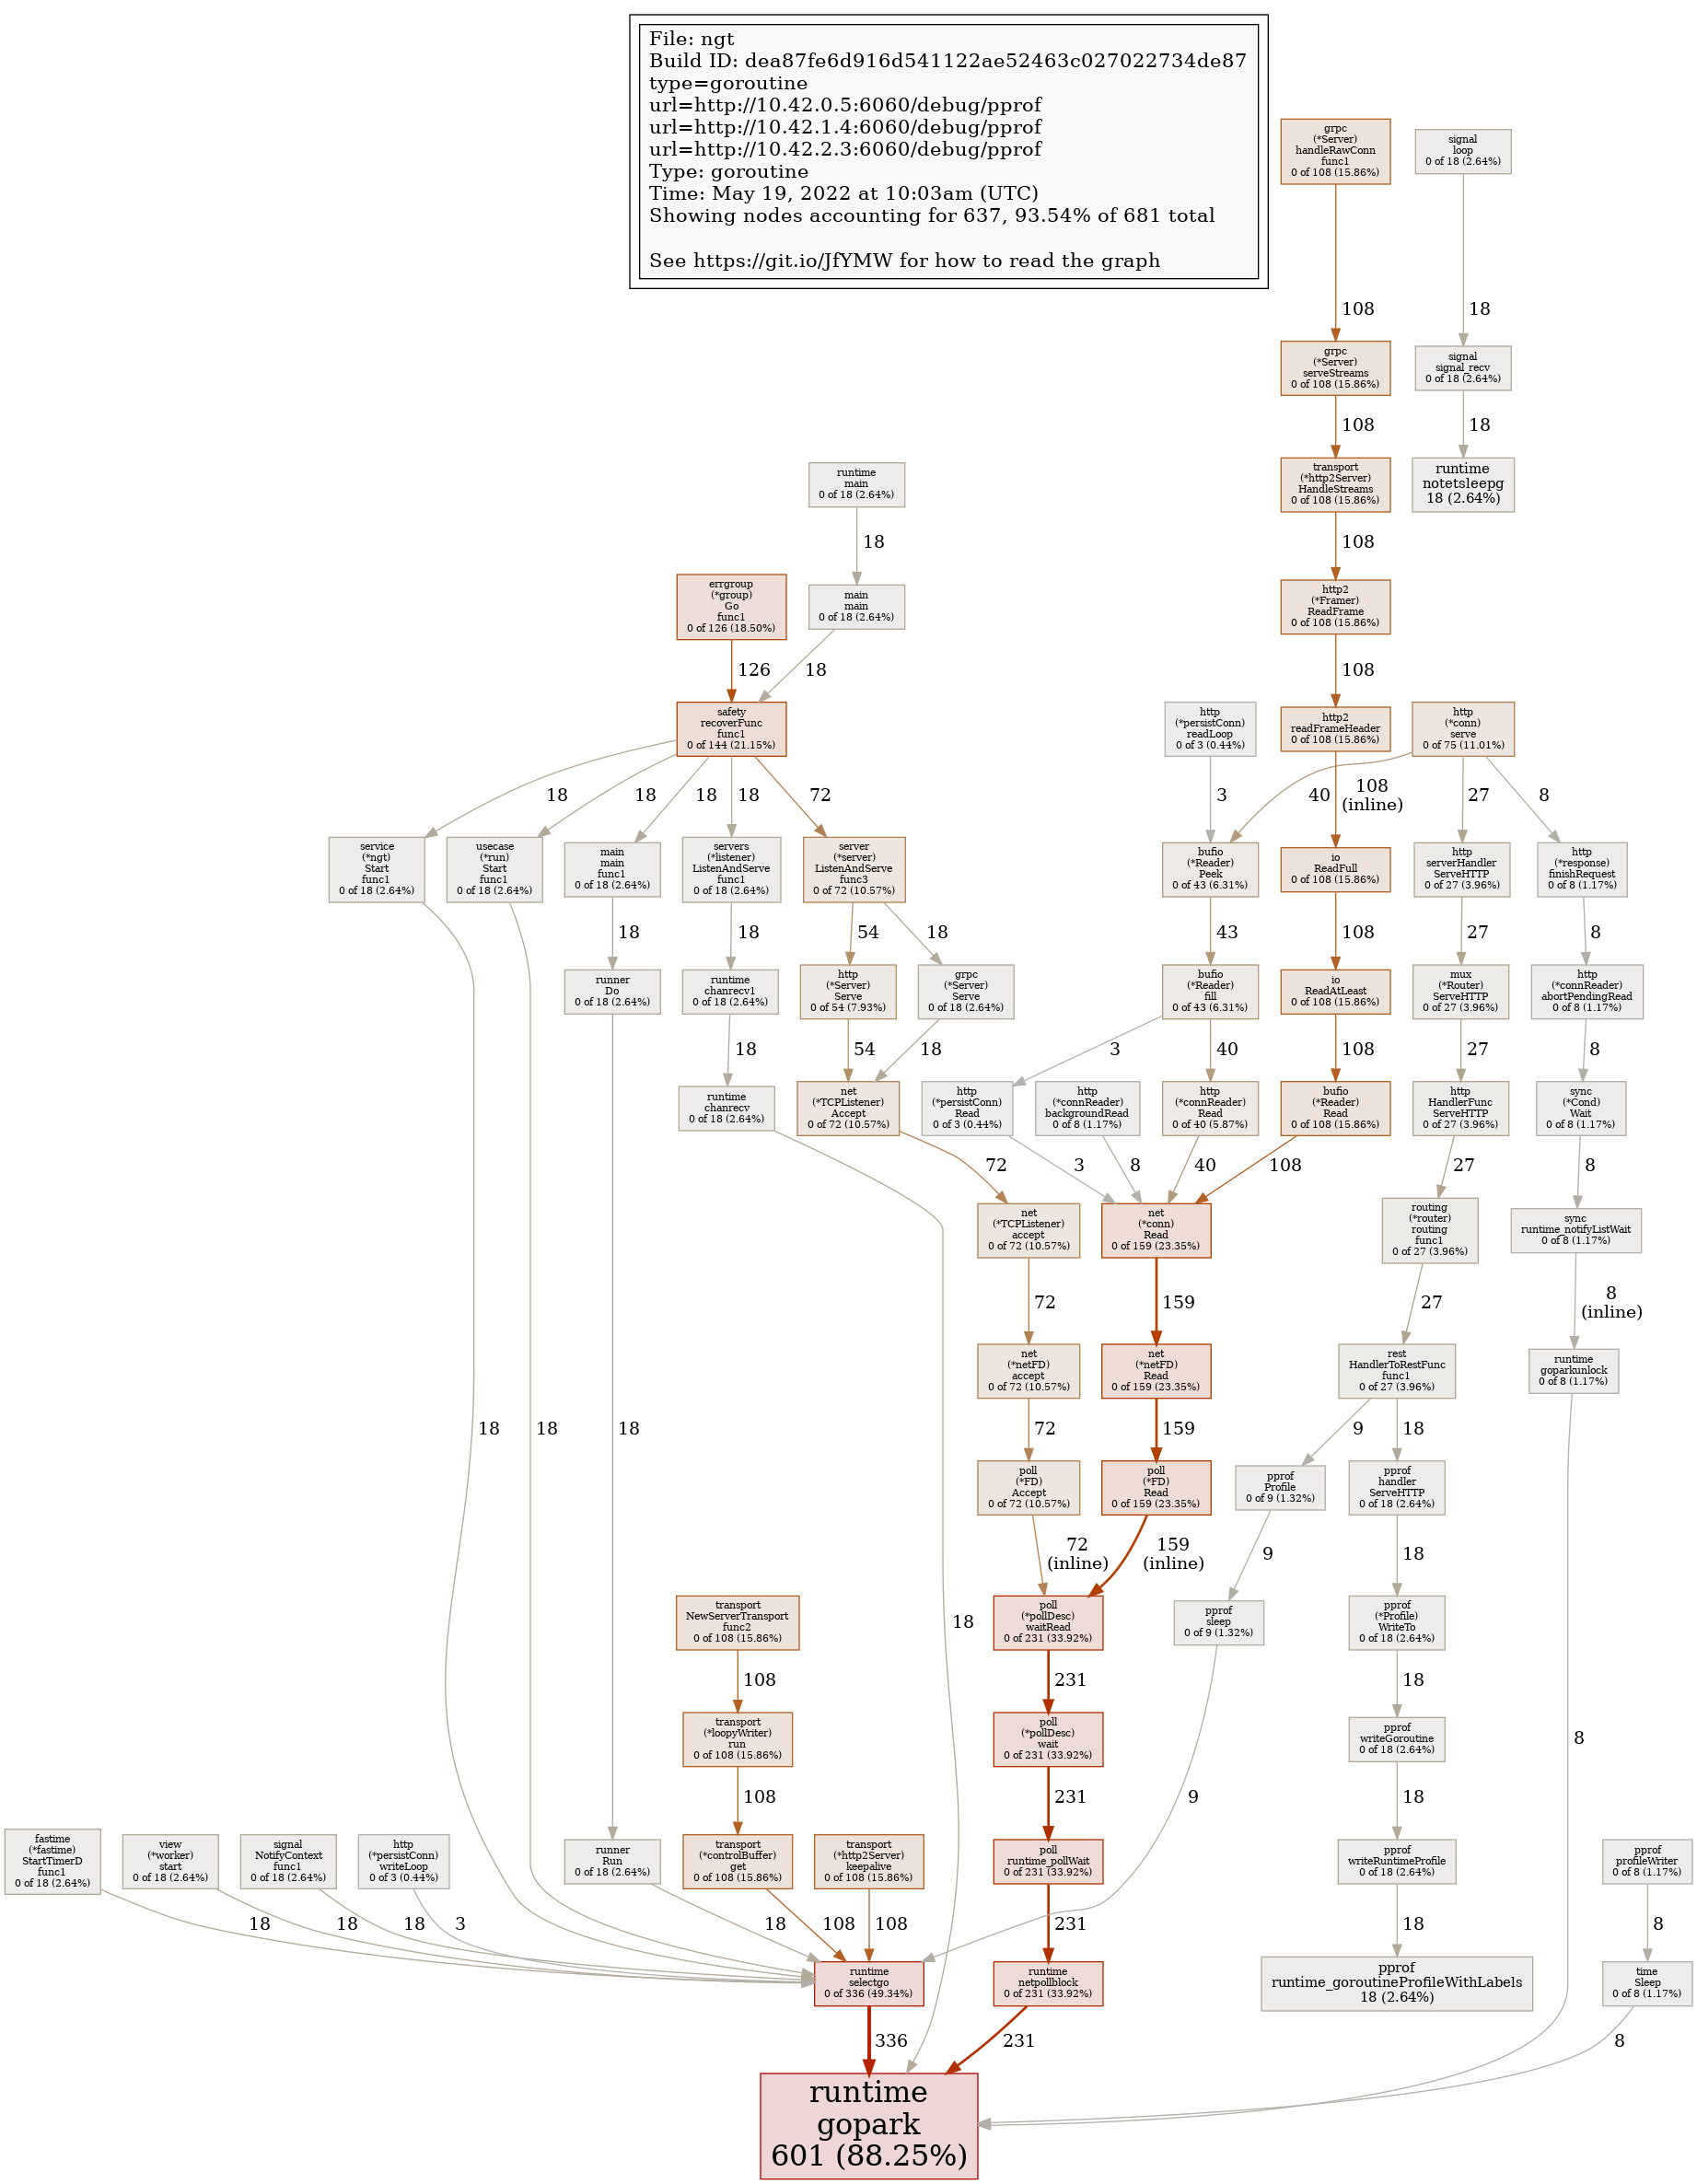 File: ngt
Build ID: dea87fe6d916d541122ae52463c027022734de87
type=goroutine
url=http://10.42.0.5:6060/debug/pprof
url=http://10.42.1.4:6060/debug/pprof
url=http://10.42.2.3:6060/debug/pprof
Type: goroutine
Time: May 19, 2022 at 10:03am (UTC)
Showing nodes accounting for 637, 93.54% of 681 total
See https://git.io/JfYMW for how to read the graph
grpc
(*Server)
handleRawConn
func1
0 of 108 (15.86%)
signal
loop
0 of 18 (2.64%)
108
18
grpc
(*Server)
serveStreams
0 of 108 (15.86%)
signal
signal_recv
0 of 18 (2.64%)
108
18
runtime
main
0 of 18 (2.64%)
transport
(*http2Server)
HandleStreams
0 of 108 (15.86%)
runtime
notetsleepg
18 (2.64%)
18
108
errgroup
(*group)
Go
func1
0 of 126 (18.50%)
main
main
0 of 18 (2.64%)
http2
(*Framer)
ReadFrame
0 of 108 (15.86%)
126
18
108
safety
recoverFunc
func1
0 of 144 (21.15%)
http
(*persistConn)
readLoop
0 of 3 (0.44%)
http2
readFrameHeader
0 of 108 (15.86%)
http
(*conn)
serve
0 of 75 (11.01%)
18
18
18
18
72
3
40
108
(inline)
27
8
service
(*ngt)
Start
func1
0 of 18 (2.64%)
usecase
(*run)
Start
func1
0 of 18 (2.64%)
main
main
func1
0 of 18 (2.64%)
servers
(*listener)
ListenAndServe
func1
0 of 18 (2.64%)
server
(*server)
ListenAndServe
func3
0 of 72 (10.57%)
bufio
(*Reader)
Peek
0 of 43 (6.31%)
io
ReadFull
0 of 108 (15.86%)
http
serverHandler
ServeHTTP
0 of 27 (3.96%)
http
(*response)
finishRequest
0 of 8 (1.17%)
18
18
54
18
43
108
27
8
runner
Do
0 of 18 (2.64%)
runtime
chanrecv1
0 of 18 (2.64%)
http
(*Server)
Serve
0 of 54 (7.93%)
grpc
(*Server)
Serve
0 of 18 (2.64%)
bufio
(*Reader)
fill
0 of 43 (6.31%)
io
ReadAtLeast
0 of 108 (15.86%)
mux
(*Router)
ServeHTTP
0 of 27 (3.96%)
http
(*connReader)
abortPendingRead
0 of 8 (1.17%)
18
54
18
3
40
108
27
8
runtime
chanrecv
0 of 18 (2.64%)
net
(*TCPListener)
Accept
0 of 72 (10.57%)
http
(*persistConn)
Read
0 of 3 (0.44%)
http
(*connReader)
backgroundRead
0 of 8 (1.17%)
http
(*connReader)
Read
0 of 40 (5.87%)
bufio
(*Reader)
Read
0 of 108 (15.86%)
http
HandlerFunc
ServeHTTP
0 of 27 (3.96%)
sync
(*Cond)
Wait
0 of 8 (1.17%)
72
3
8
40
108
27
8
net
(*TCPListener)
accept
0 of 72 (10.57%)
net
(*conn)
Read
0 of 159 (23.35%)
routing
(*router)
routing
func1
0 of 27 (3.96%)
sync
runtime_notifyListWait
0 of 8 (1.17%)
72
159
27
8
(inline)
net
(*netFD)
accept
0 of 72 (10.57%)
net
(*netFD)
Read
0 of 159 (23.35%)
rest
HandlerToRestFunc
func1
0 of 27 (3.96%)
runtime
goparkunlock
0 of 8 (1.17%)
18
18
18
72
159
9
18
poll
(*FD)
Accept
0 of 72 (10.57%)
poll
(*FD)
Read
0 of 159 (23.35%)
pprof
Profile
0 of 9 (1.32%)
pprof
handler
ServeHTTP
0 of 18 (2.64%)
72
(inline)
159
(inline)
9
18
transport
NewServerTransport
func2
0 of 108 (15.86%)
18
poll
(*pollDesc)
waitRead
0 of 231 (33.92%)
pprof
sleep
0 of 9 (1.32%)
pprof
(*Profile)
WriteTo
0 of 18 (2.64%)
108
231
18
transport
(*loopyWriter)
run
0 of 108 (15.86%)
poll
(*pollDesc)
wait
0 of 231 (33.92%)
pprof
writeGoroutine
0 of 18 (2.64%)
8
108
231
9
18
fastime
(*fastime)
StartTimerD
func1
0 of 18 (2.64%)
view
(*worker)
start
0 of 18 (2.64%)
signal
NotifyContext
func1
0 of 18 (2.64%)
http
(*persistConn)
writeLoop
0 of 3 (0.44%)
runner
Run
0 of 18 (2.64%)
transport
(*controlBuffer)
get
0 of 108 (15.86%)
transport
(*http2Server)
keepalive
0 of 108 (15.86%)
poll
runtime_pollWait
0 of 231 (33.92%)
pprof
writeRuntimeProfile
0 of 18 (2.64%)
pprof
profileWriter
0 of 8 (1.17%)
18
18
18
3
18
108
108
231
18
8
runtime
selectgo
0 of 336 (49.34%)
runtime
netpollblock
0 of 231 (33.92%)
pprof
runtime_goroutineProfileWithLabels
18 (2.64%)
time
Sleep
0 of 8 (1.17%)
336
231
8
runtime
gopark
601 (88.25%)